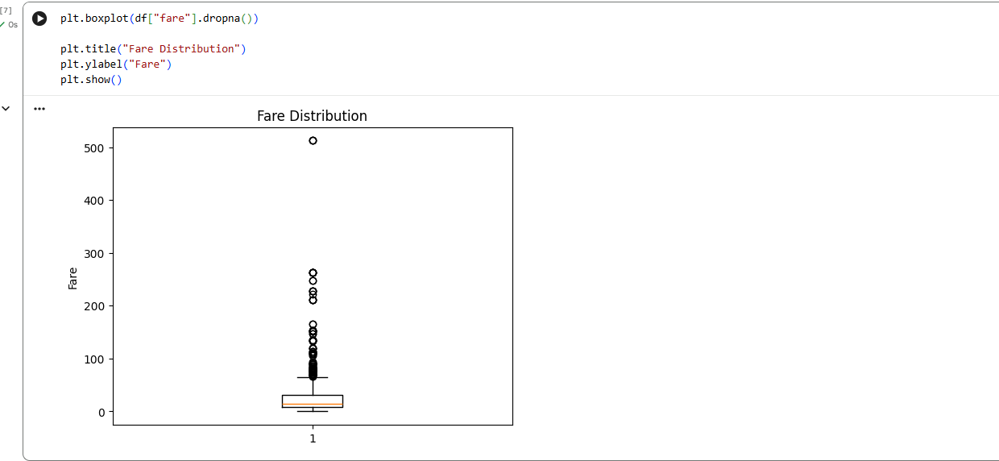 [7]
0s
plt.boxplot(df["fare"].dropna())
plt.title("Fare Distribution")
plt.ylabel("Fare")
plt.show()
Fare Distribution
500
400
300
200
100
0
Fare
1